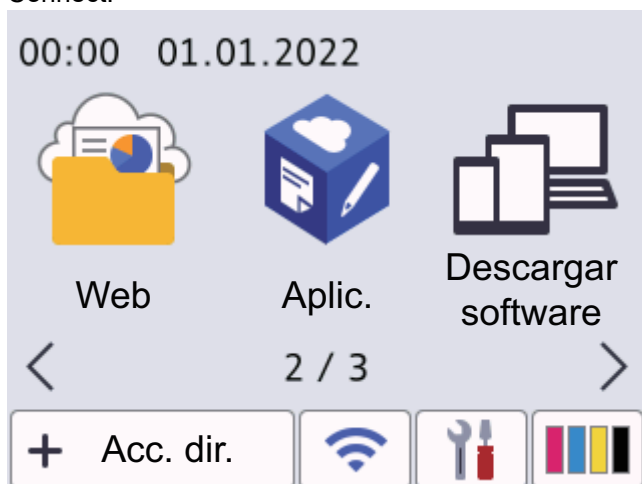 00:00 01.01.2022
Web
Aplic.
Descargar
software
2 / 3
+ Acc. dir.